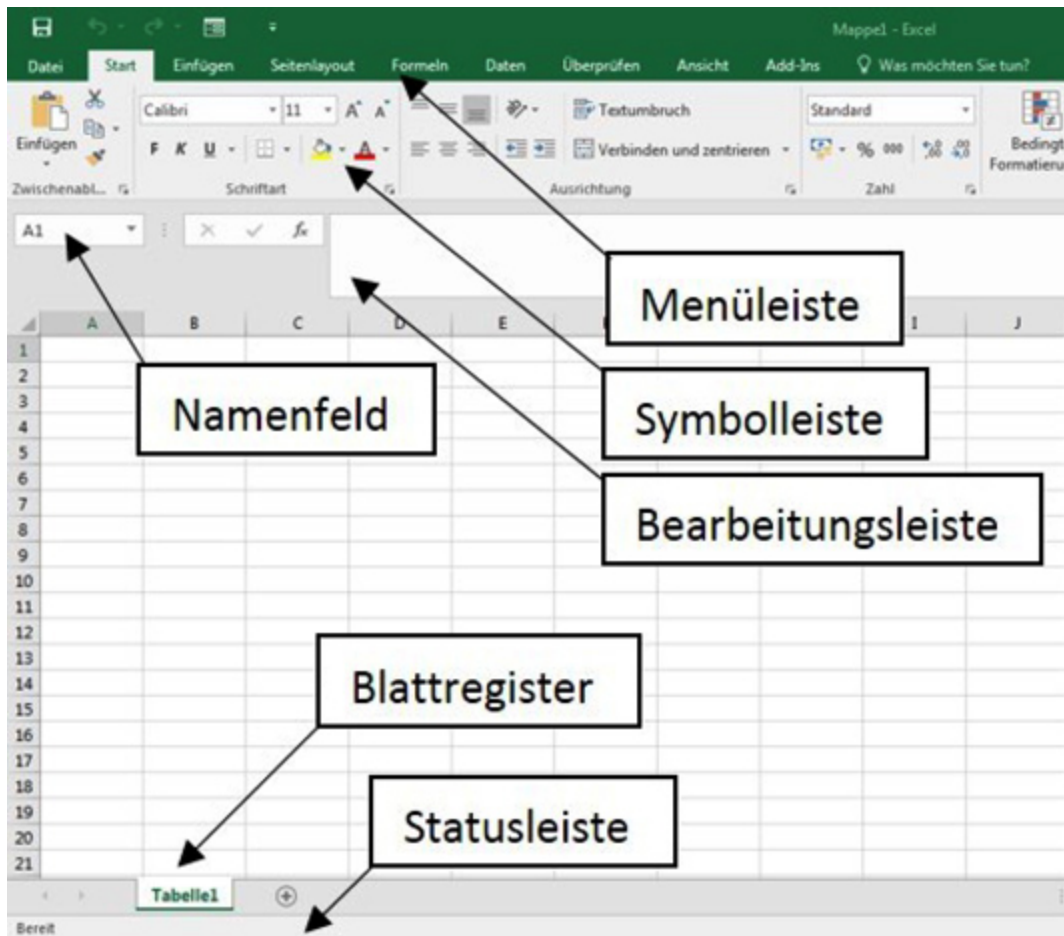 Mappe1 - Excel
Datei Start Einfügen Seitenlayout Formeln Daten Überprüfen Ansicht Add-Ins Was möchten Sie tun?
Calibri 11 A A Textumbruch Standard
Einfügen F K U A Verbinden und zentrieren % 000 Bedingt
Formatieru
Zwischenabl... Schriftart Ausrichtung Zahl
A1 fx
Menüleiste
A B C D E I J
1
2
Namenfeld
Symbolleiste
3
4
5
6
Bearbeitungsleiste
7
8
9
10
11
12
13
Blattregister
14
15
16
17
18
19
Statusleiste
20
21
Tabelle1
Bereit